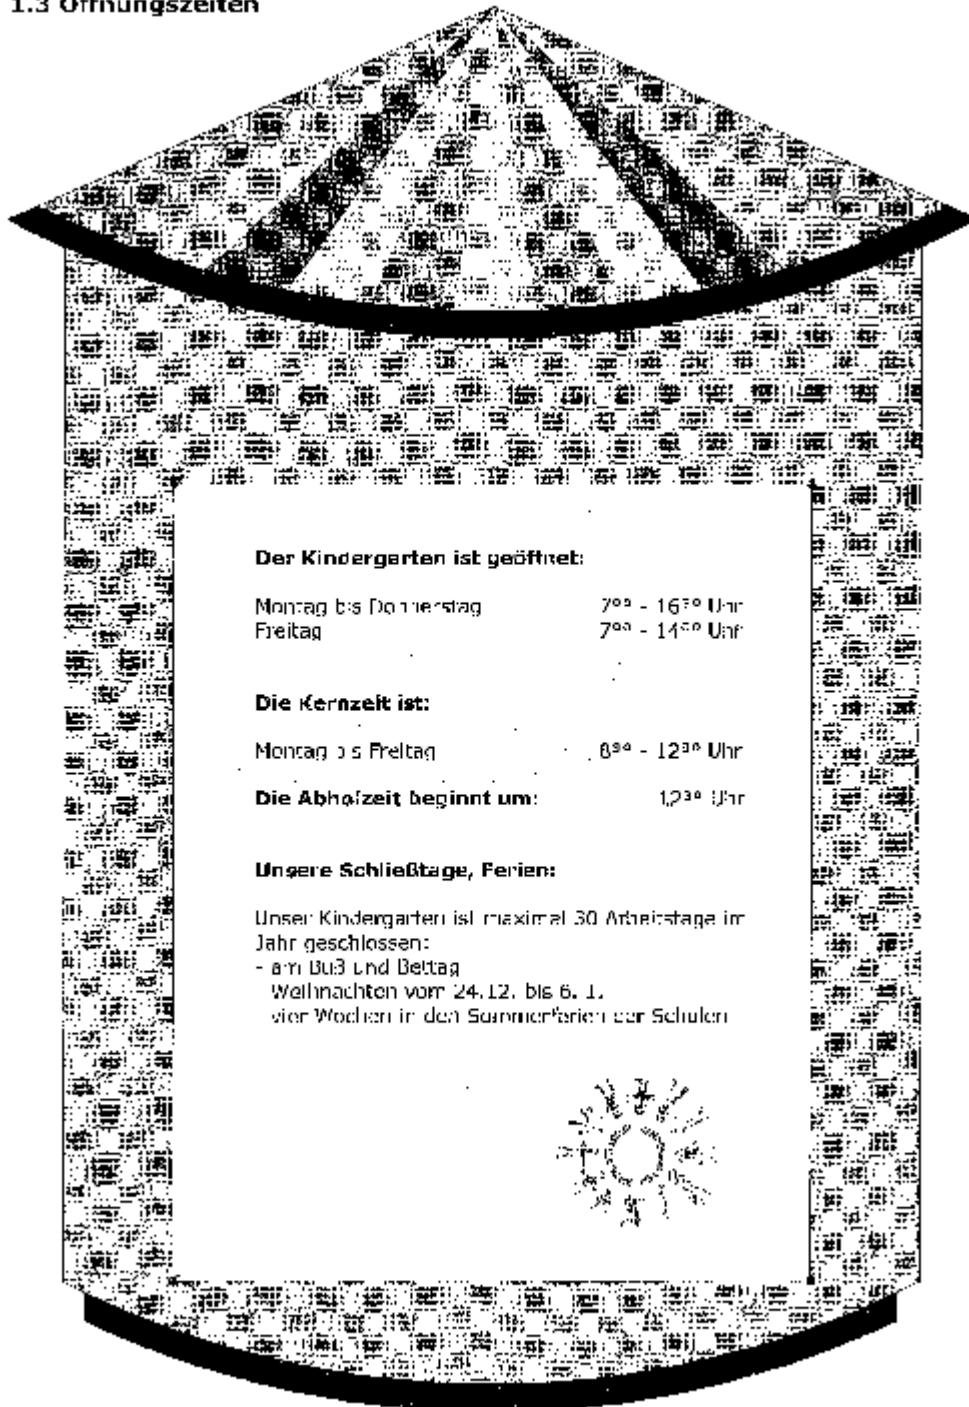 1.3 Öffnungszeiten
Der Kindergarten ist geöffnet:
Montag bis Donnerstag 7⁰⁰ - 16³⁰ Uhr
Freitag 7⁰⁰ - 14⁰⁰ Uhr
Die Kernzeit ist:
Montag bis Freitag 8³⁰ - 12³⁰ Uhr
Die Abholzeit beginnt um: 12³⁰ Uhr
Unsere Schließtage, Ferien:
Unser Kindergarten ist maximal 30 Arbeitstage im
Jahr geschlossen:
- am Buß und Bettag
Weihnachten vom 24.12. bis 6.1.
vier Wochen in den Sommerferien der Schulen